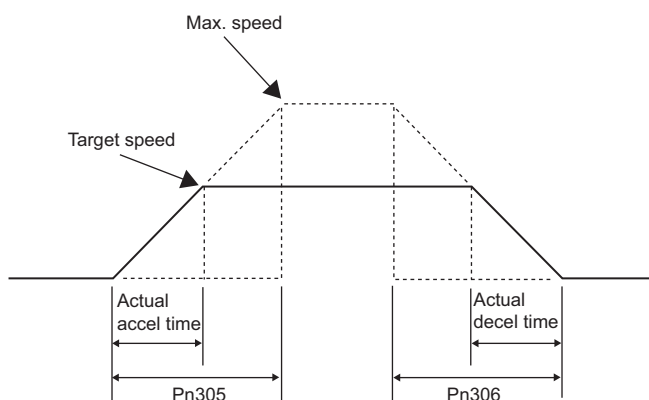 Max. speed
Target speed
Actual
accel time
Actual
decel time
Pn305
Pn306